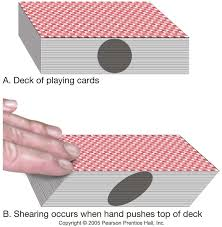 A. Deck of playing cards
B. Shearing occurs when hand pushes top of deck
Copyright © 2005 Pearson Prentice Hall, Inc.